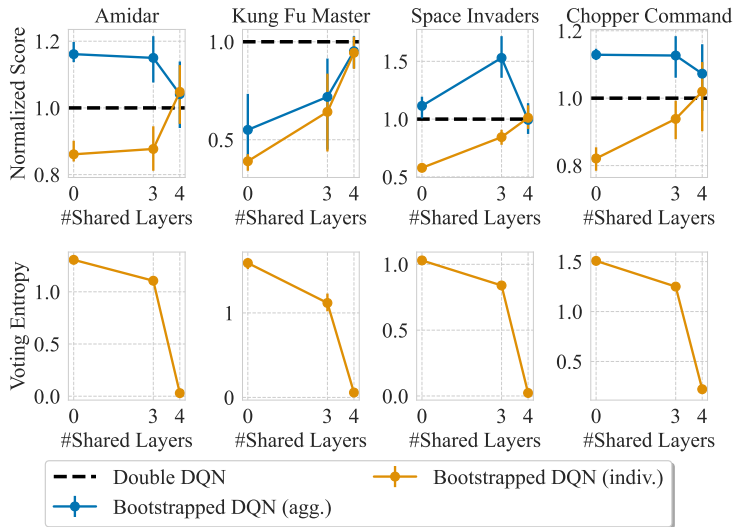 Amidar
Kung Fu Master
Space Invaders
Chopper Command
Normalized Score
1.2
1.0
0.8
0 3 4
#Shared Layers
1.0
0.5
0 3 4
#Shared Layers
1.5
1.0
0.5
0 3 4
#Shared Layers
1.2
1.0
0.8
0 3 4
#Shared Layers
Voting Entropy
1.0
0.5
0.0
0 3 4
#Shared Layers
1
0
0 3 4
#Shared Layers
1.0
0.5
0.0
0 3 4
#Shared Layers
1.5
1.0
0.5
0 3 4
#Shared Layers
Double DQN
Bootstrapped DQN (agg.)
Bootstrapped DQN (indiv.)